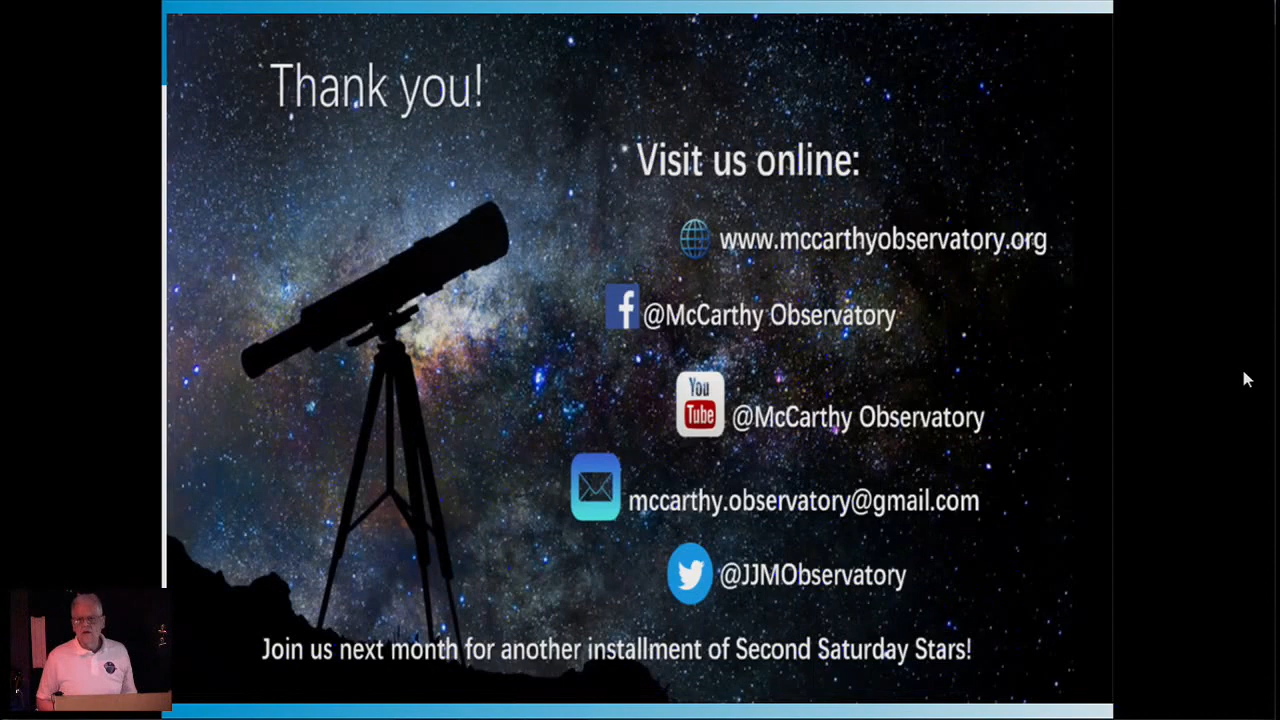 Thank you!
Visit us online:
www.mccarthyobservatory.org
f @McCarthy Observatory
You
Tube
@McCarthy Observatory
mccarthy.observatory@gmail.com
@JJMObservatory
Join us next month for another installment of Second Saturday Stars!